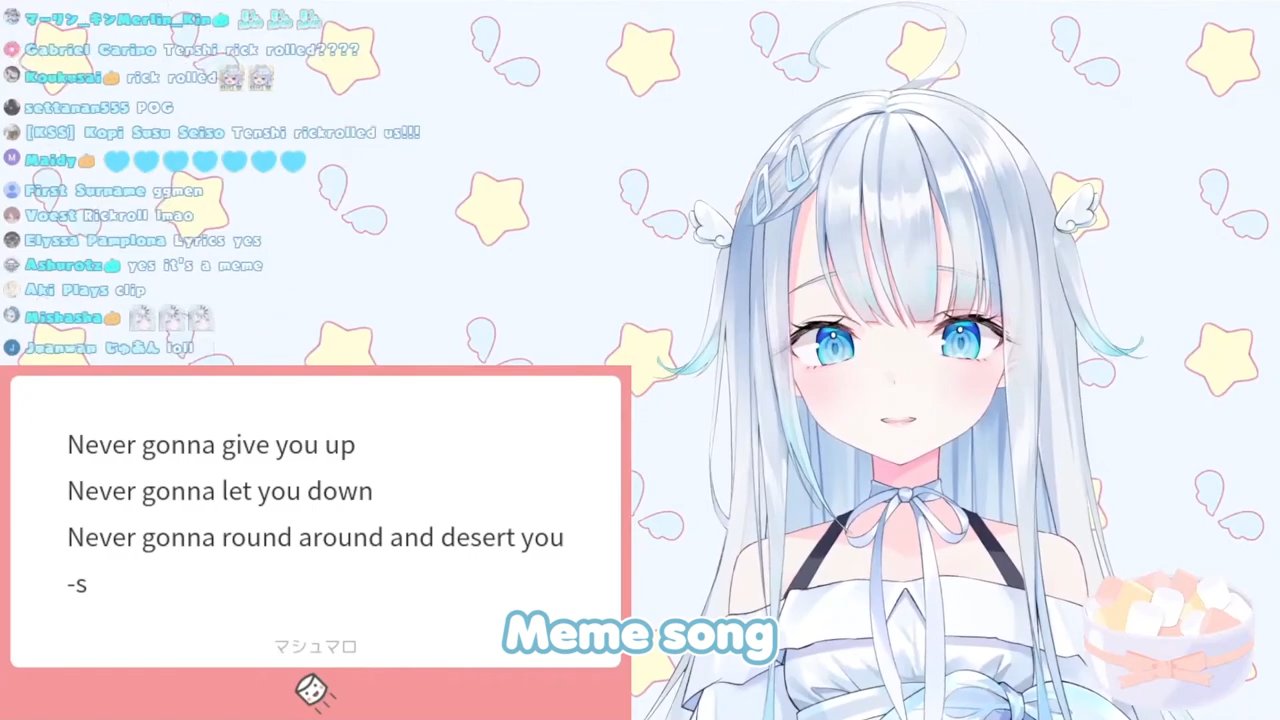 マーリン_キンMerlin_Kin
Gabriel Carino Tenshi rick rolled????
Koukusai rick rolled
settanan555 POG
[KSS] Kopi Susu Seiso Tenshi rickrolled us!!!
M Maidy
First Surname ggmen
Voest Rickroll lmao
Elyssa Pamplona Lyrics yes
Ashurotz yes it's a meme
Aki Plays clip
Mishasha
J Juanwan じゅあん lol
Never gonna give you up
Never gonna let you down
Never gonna round around and desert you
-s
マシュマロ
Meme song